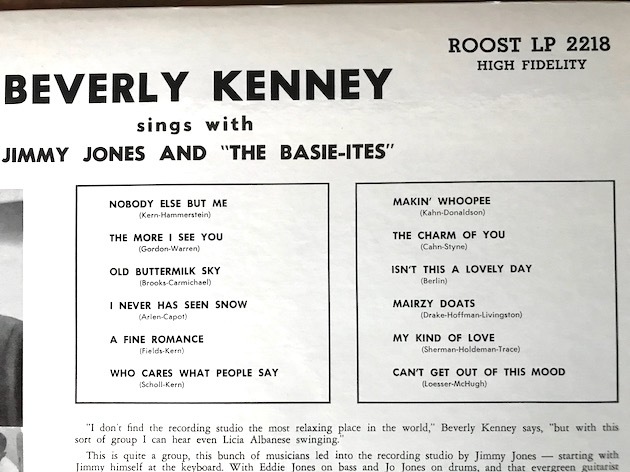 ROOST LP 2218
HIGH FIDELITY
BEVERLY KENNEY
sings with
JIMMY JONES AND "THE BASIE-ITES"
NOBODY ELSE BUT ME
(Kern-Hammerstein)
THE MORE I SEE YOU
(Gordon-Warren)
OLD BUTTERMILK SKY
(Brooks-Carmichael)
I NEVER HAS SEEN SNOW
(Arlen-Capot)
A FINE ROMANCE
(Fields-Kern)
WHO CARES WHAT PEOPLE SAY
(Scholl-Kern)
MAKIN' WHOOPEE
(Kahn-Donaldson)
THE CHARM OF YOU
(Cahn-Styne)
ISN'T THIS A LOVELY DAY
(Berlin)
MAIRZY DOATS
(Drake-Hoffman-Livingston)
MY KIND OF LOVE
(Sherman-Holdeman-Trace)
CAN'T GET OUT OF THIS MOOD
(Loesser-McHugh)
"I don't find the recording studio the most relaxing place in the world," Beverly Kenney says, "but with this
sort of group I can hear even Licia Albanese swinging."
This is quite a group, this bunch of musicians led into the recording studio by Jimmy Jones — starting with
Jimmy himself at the keyboard. With Eddie Jones on bass and Jo Jones on drums, and that evergreen guitarist